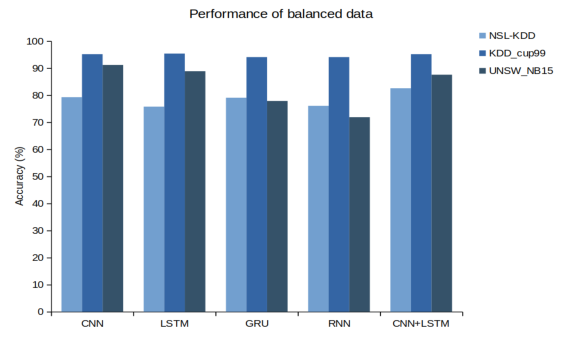 Performance of balanced data
NSL-KDD
KDD_cup99
UNSW_NB15
Accuracy (%)
100
90
80
70
60
50
40
30
20
10
0
CNN
LSTM
GRU
RNN
CNN+LSTM